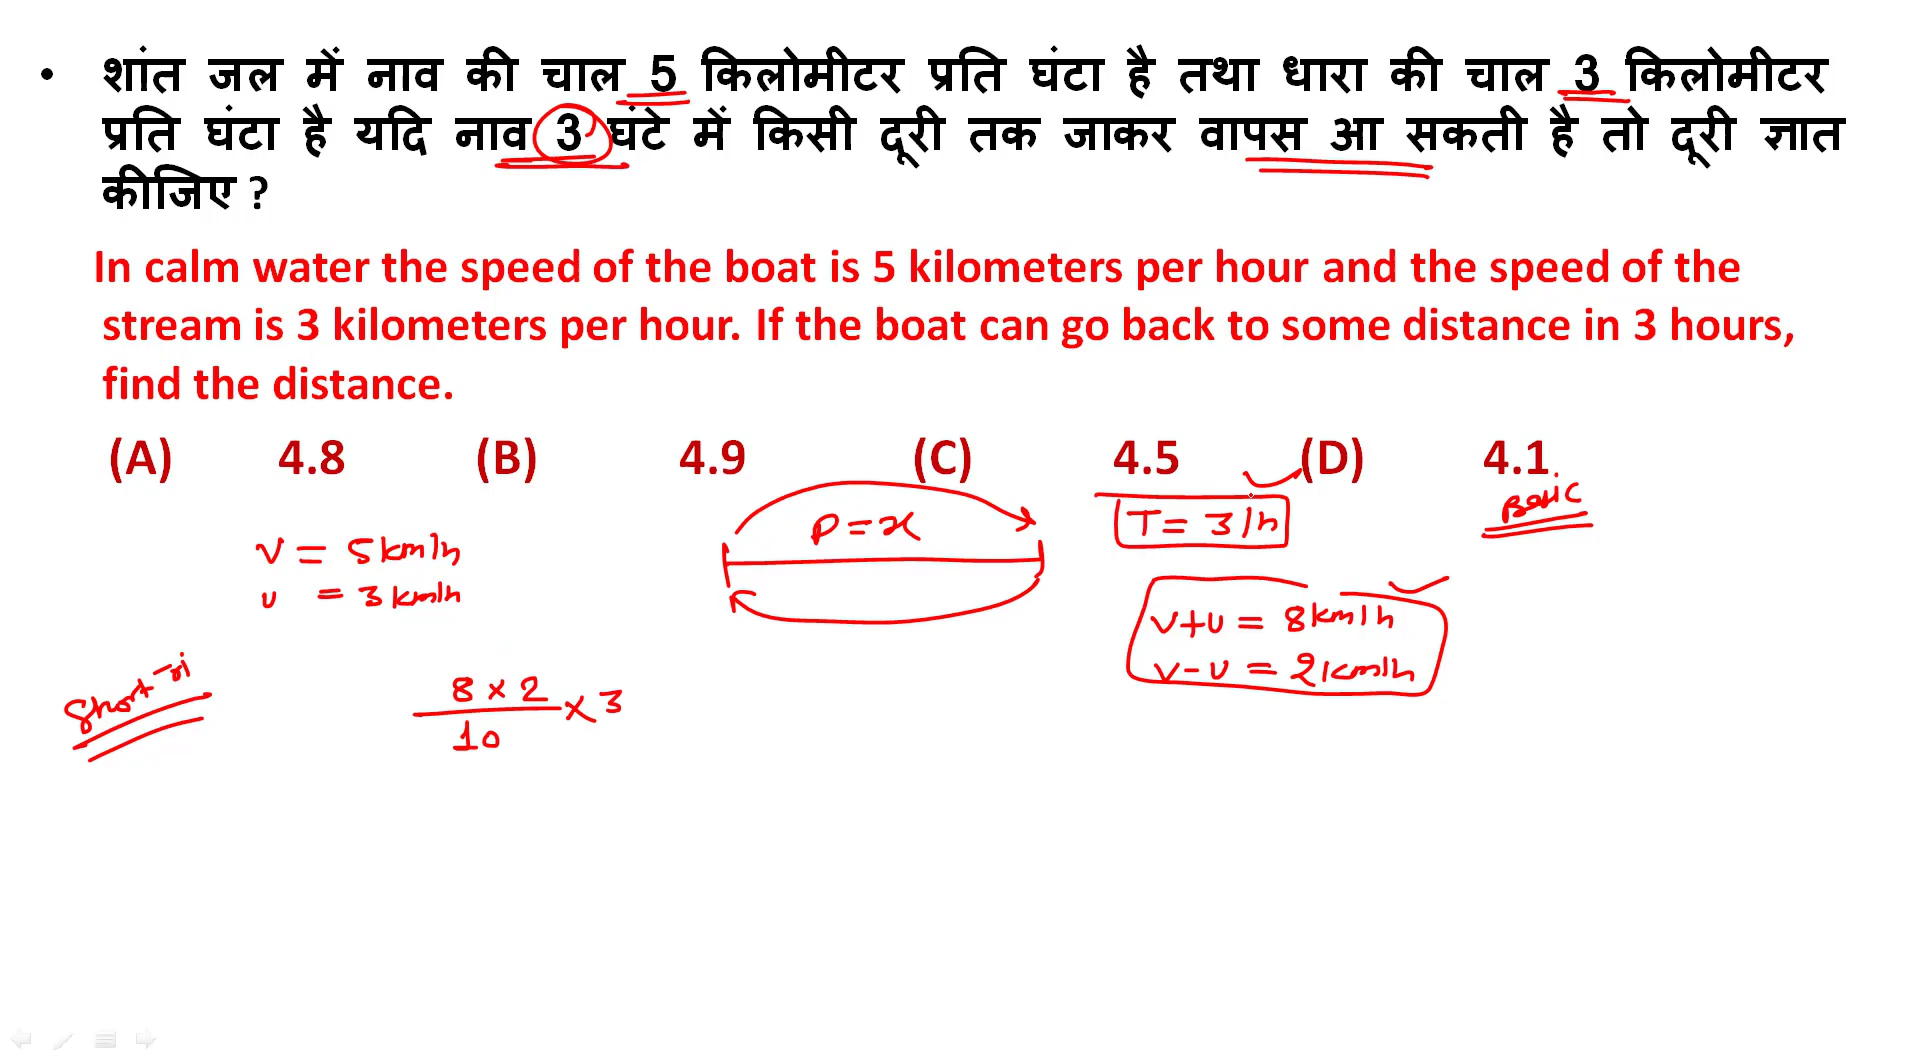 • शांत जल में नाव की चाल 5 किलोमीटर प्रति घंटा है तथा धारा की चाल 3 किलोमीटर
प्रति घंटा है यदि नाव 3 घंटे में किसी दूरी तक जाकर वापस आ सकती है तो दूरी ज्ञात
कीजिए ?
In calm water the speed of the boat is 5 kilometers per hour and the speed of the
stream is 3 kilometers per hour. If the boat can go back to some distance in 3 hours,
find the distance.
(A) 4.8 (B) 4.9 (C) 4.5 (D) 4.1
D = x
T = 3/h
v = 5km/h
u = 3km/h
v+u = 8km/h
v-u = 2km/h
Short
8 × 2
10
× 3